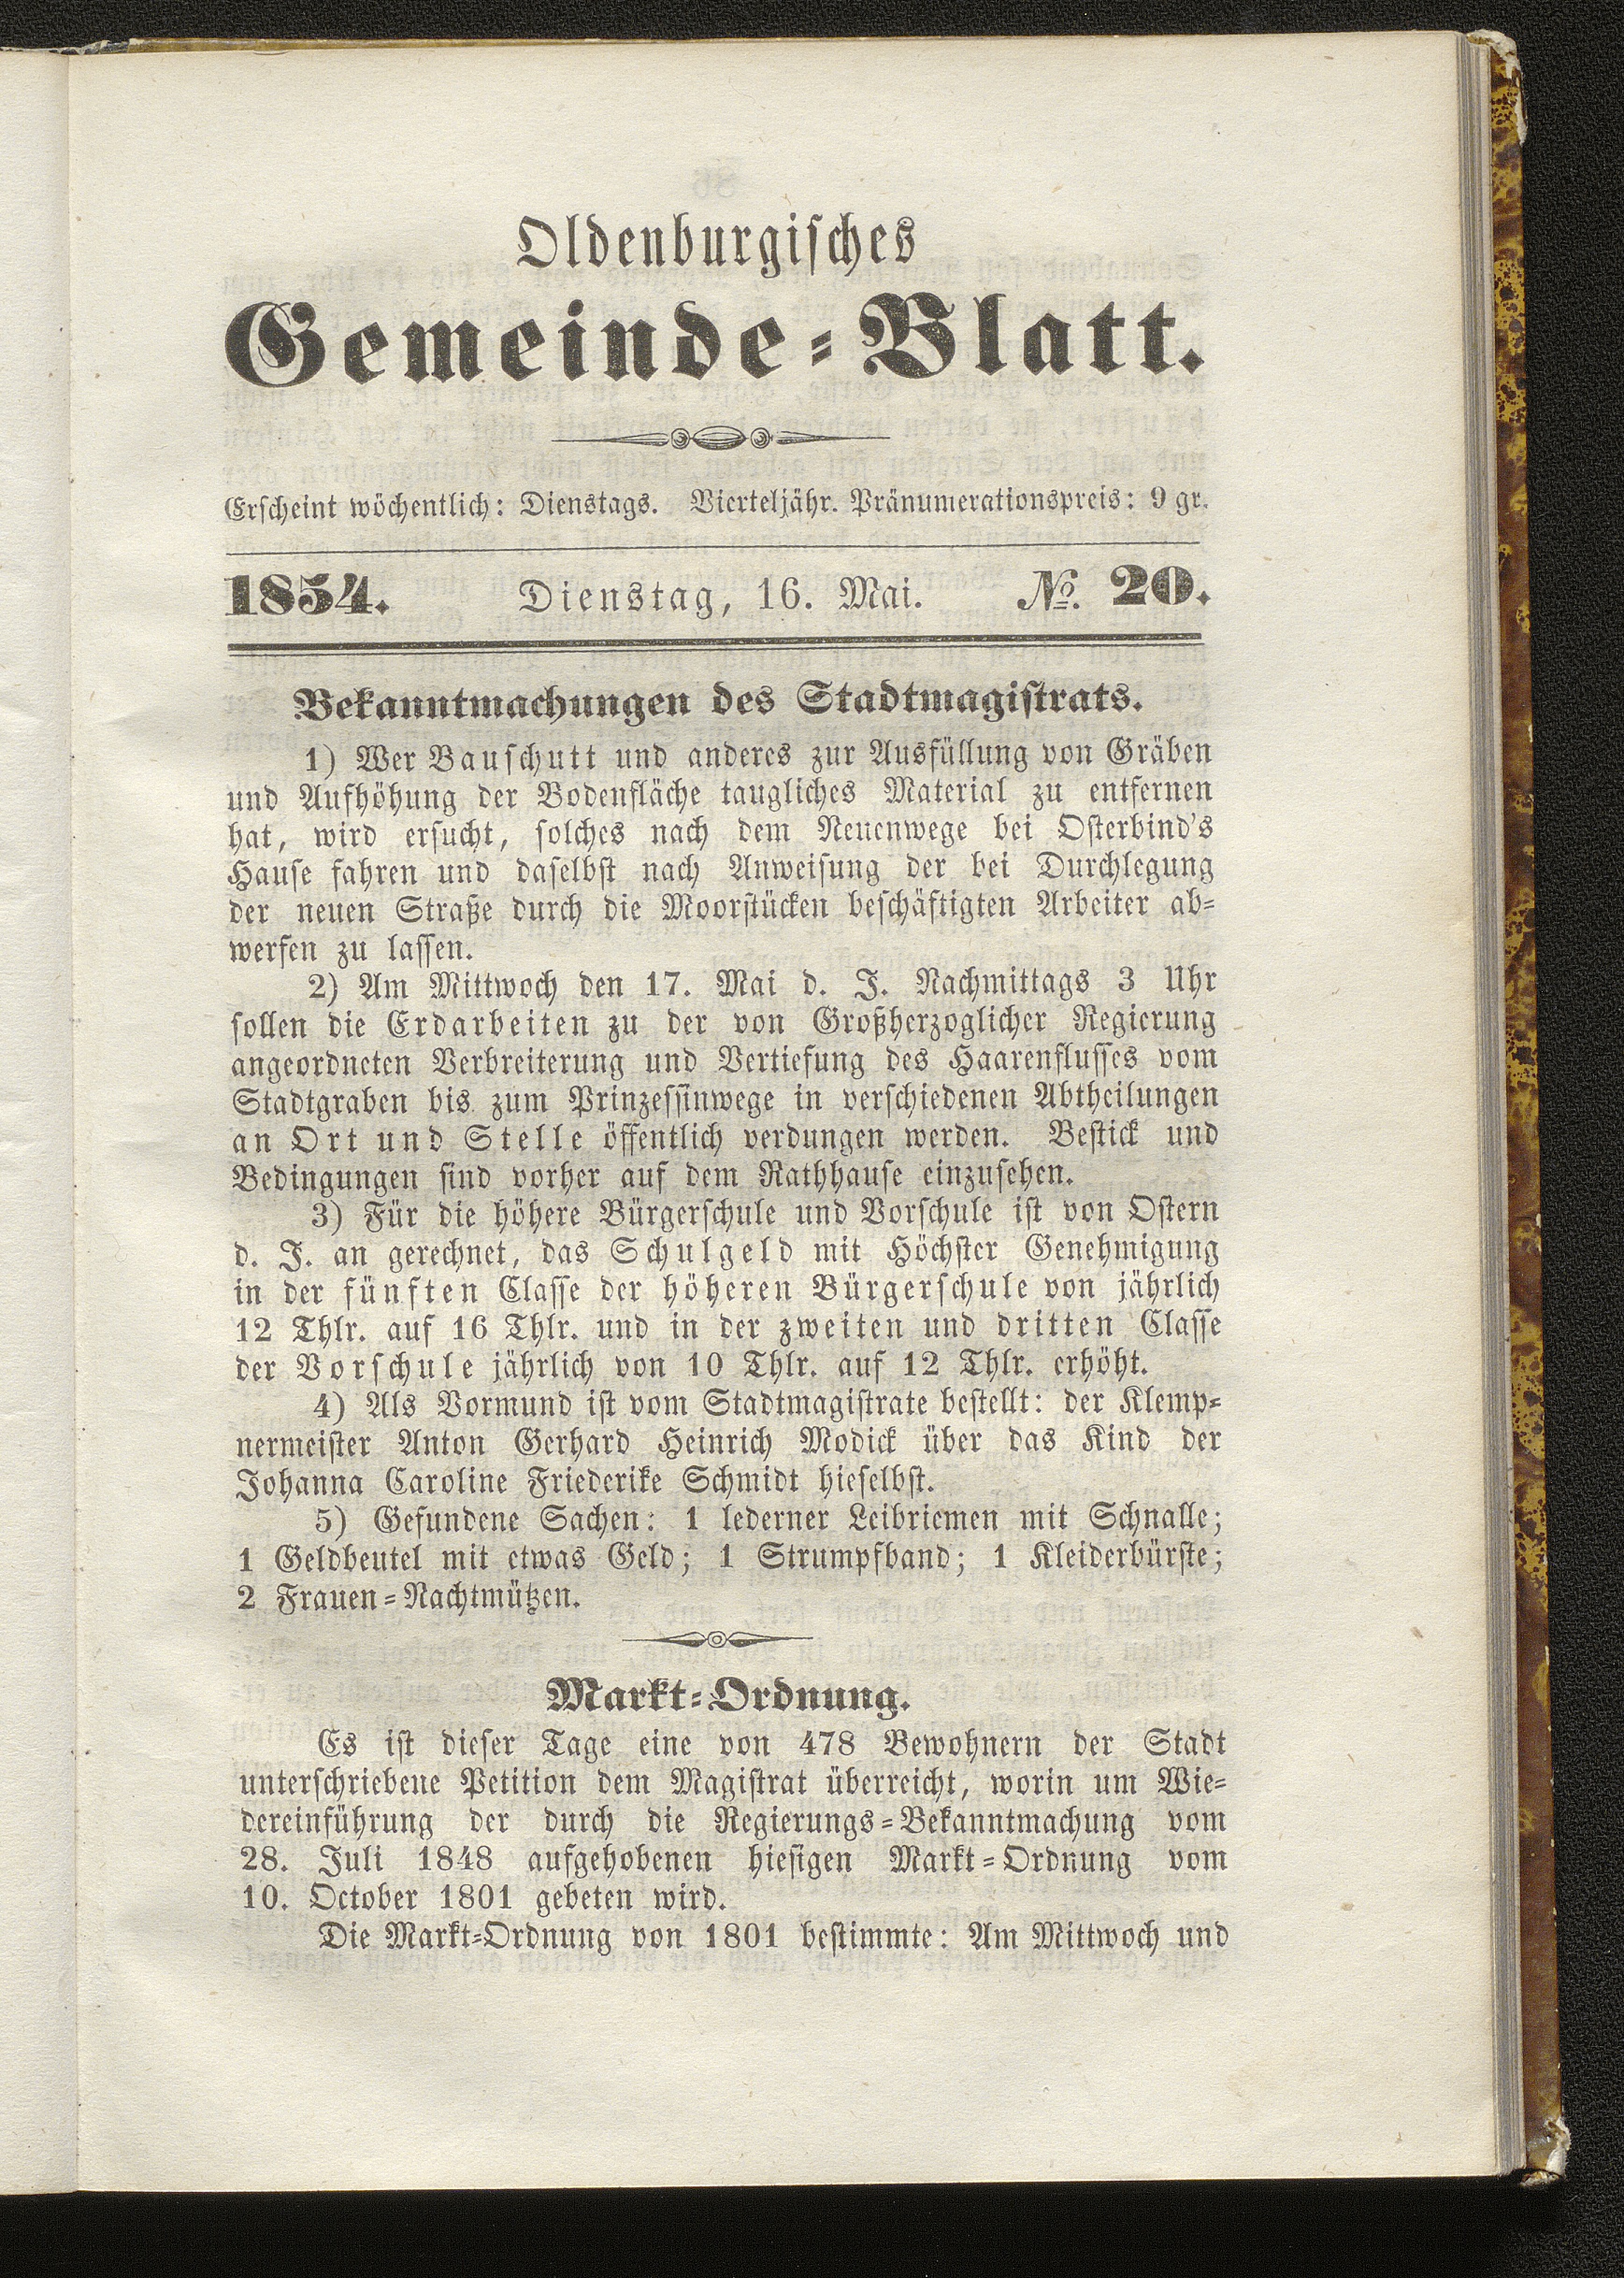 Oldenburgisches
Gemeinde-Blatt.
Erscheint wöchentlich: Dienstags. Vierteljähr. Pränumerationspreis: 9 gr.
1854. Dienstag, 16. Mai. No. 20.
Bekanntmachungen des Stadtmagistrats.
1) Wer Bauschutt und anderes zur Ausfüllung von Gräben
und Aufhöhung der Bodenfläche taugliches Material zu entfernen
hat, wird ersucht, solches nach dem Neuenwege bei Osterbind's
Hause fahren und daselbst nach Anweisung der bei Durchlegung
der neuen Straße durch die Moorstücken beschäftigten Arbeiter ab-
werfen zu lassen.
2) Am Mittwoch den 17. Mai d. J. Nachmittags 3 Uhr
sollen die Erdarbeiten zu der von Großherzoglicher Regierung
angeordneten Verbreiterung und Vertiefung des Haarenflusses vom
Stadtgraben bis zum Prinzessinwege in verschiedenen Abtheilungen
an Ort und Stelle öffentlich verdungen werden. Bestick und
Bedingungen sind vorher auf dem Rathhause einzusehen.
3) Für die höhere Bürgerschule und Vorschule ist von Ostern
d. J. an gerechnet, das Schulgeld mit Höchster Genehmigung
in der fünften Classe der höheren Bürgerschule von jährlich
12 Thlr. auf 16 Thlr. und in der zweiten und dritten Classe
der Vorschule jährlich von 10 Thlr. auf 12 Thlr. erhöht.
4) Als Vormund ist vom Stadtmagistrate bestellt: der Klemp-
nermeister Anton Gerhard Heinrich Modick über das Kind der
Johanna Caroline Friederike Schmidt hieselbst.
5) Gefundene Sachen: 1 lederner Leibriemen mit Schnalle;
1 Geldbeutel mit etwas Geld; 1 Strumpfband; 1 Kleiderbürste;
2 Frauen-Nachtmützen.
Markt-Ordnung.
Es ist dieser Tage eine von 478 Bewohnern der Stadt
unterschriebene Petition dem Magistrat überreicht, worin um Wie-
dereinführung der durch die Regierungs-Bekanntmachung vom
28. Juli 1848 aufgehobenen hiesigen Markt-Ordnung vom
10. October 1801 gebeten wird.
Die Markt-Ordnung von 1801 bestimmte: Am Mittwoch und